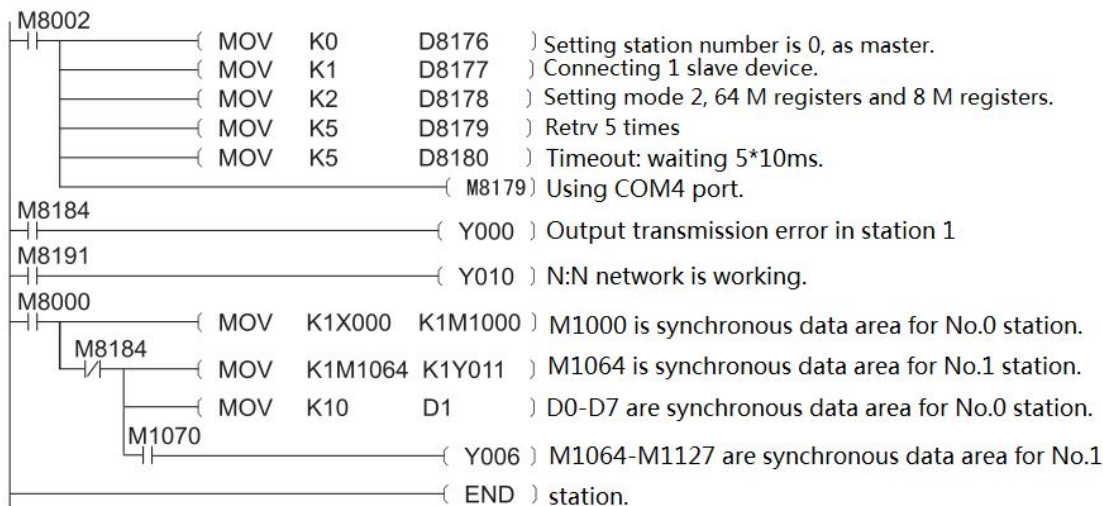 M8002
MOV K0 D8176 Setting station number is 0, as master.
MOV K1 D8177 Connecting 1 slave device.
MOV K2 D8178 Setting mode 2, 64 M registers and 8 M registers.
MOV K5 D8179 Retrv 5 times
MOV K5 D8180 Timeout: waiting 5*10ms.
M8179 Using COM4 port.
M8184
Y000 Output transmission error in station 1
M8191
Y010 N:N network is working.
M8000
MOV K1X000 K1M1000 M1000 is synchronous data area for No.0 station.
M8184
MOV K1M1064 K1Y011 M1064 is synchronous data area for No.1 station.
MOV K10 D1 D0-D7 are synchronous data area for No.0 station.
M1070
Y006 M1064-M1127 are synchronous data area for No.1
END station.